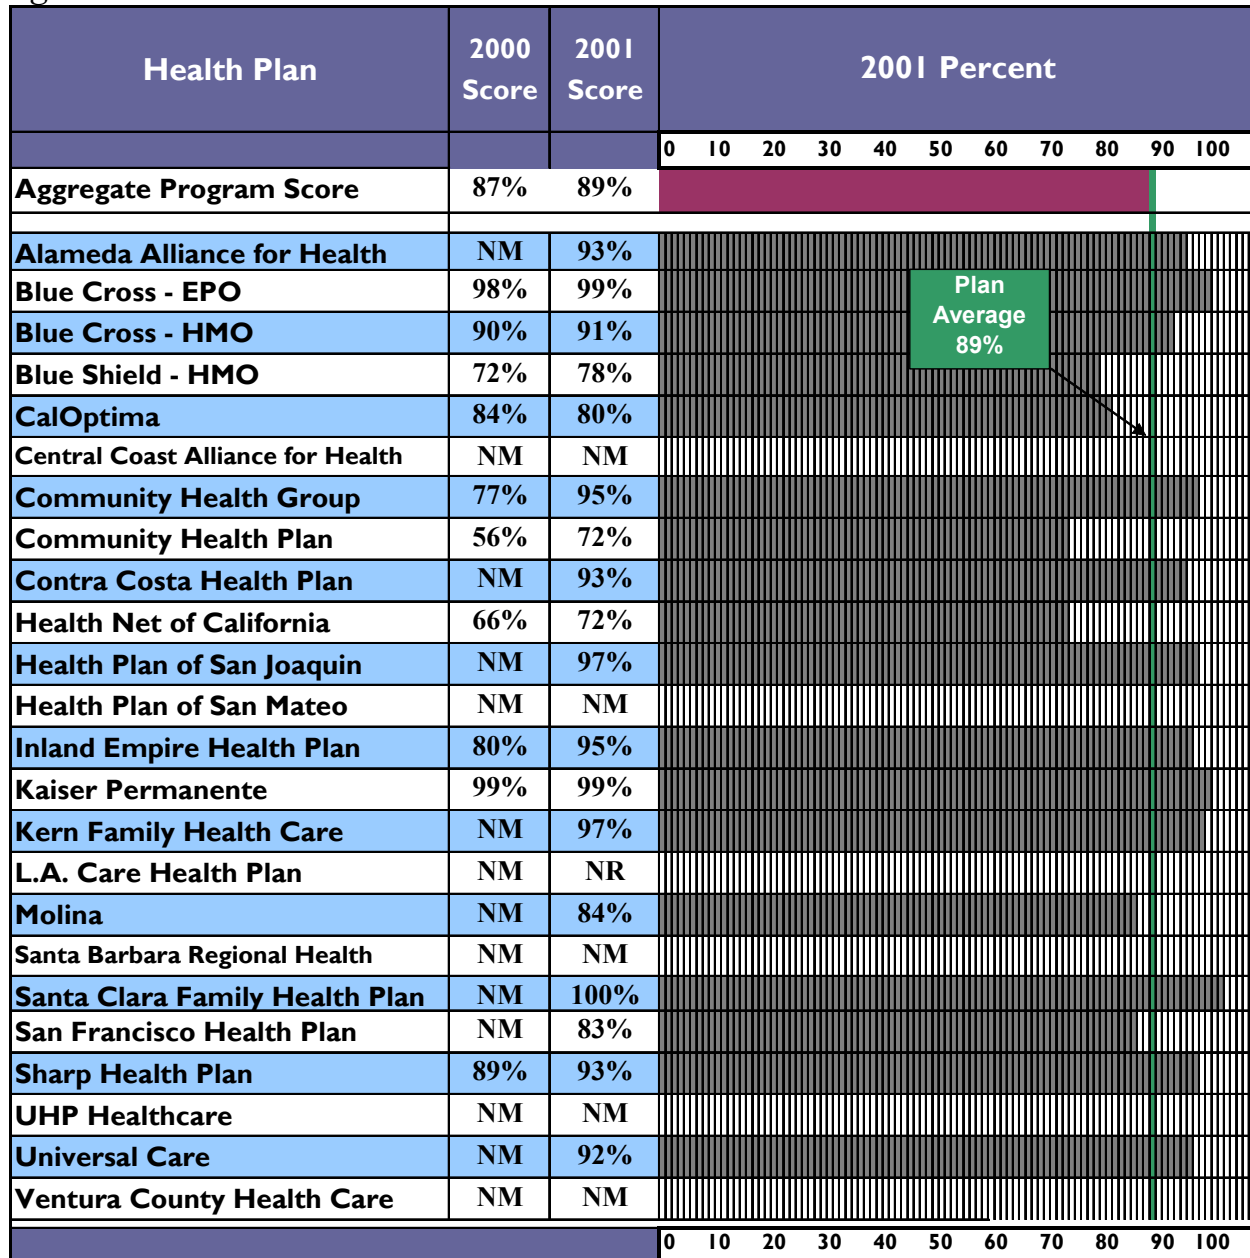 Health Plan 2000 Score 2001 Score 2001 Percent
0 10 20 30 40 50 60 70 80 90 100
Aggregate Program Score 87% 89%
Alameda Alliance for Health NM 93%
Blue Cross - EPO 98% 99%
Blue Cross - HMO 90% 91%
Blue Shield - HMO 72% 78%
Plan
Average
89%
CalOptima 84% 80%
Central Coast Alliance for Health NM NM
Community Health Group 77% 95%
Community Health Plan 56% 72%
Contra Costa Health Plan NM 93%
Health Net of California 66% 72%
Health Plan of San Joaquin NM 97%
Health Plan of San Mateo NM NM
Inland Empire Health Plan 80% 95%
Kaiser Permanente 99% 99%
Kern Family Health Care NM 97%
L.A. Care Health Plan NM NR
Molina NM 84%
Santa Barbara Regional Health NM NM
Santa Clara Family Health Plan NM 100%
San Francisco Health Plan NM 83%
Sharp Health Plan 89% 93%
UHP Healthcare NM NM
Universal Care NM 92%
Ventura County Health Care NM NM
0 10 20 30 40 50 60 70 80 90 100